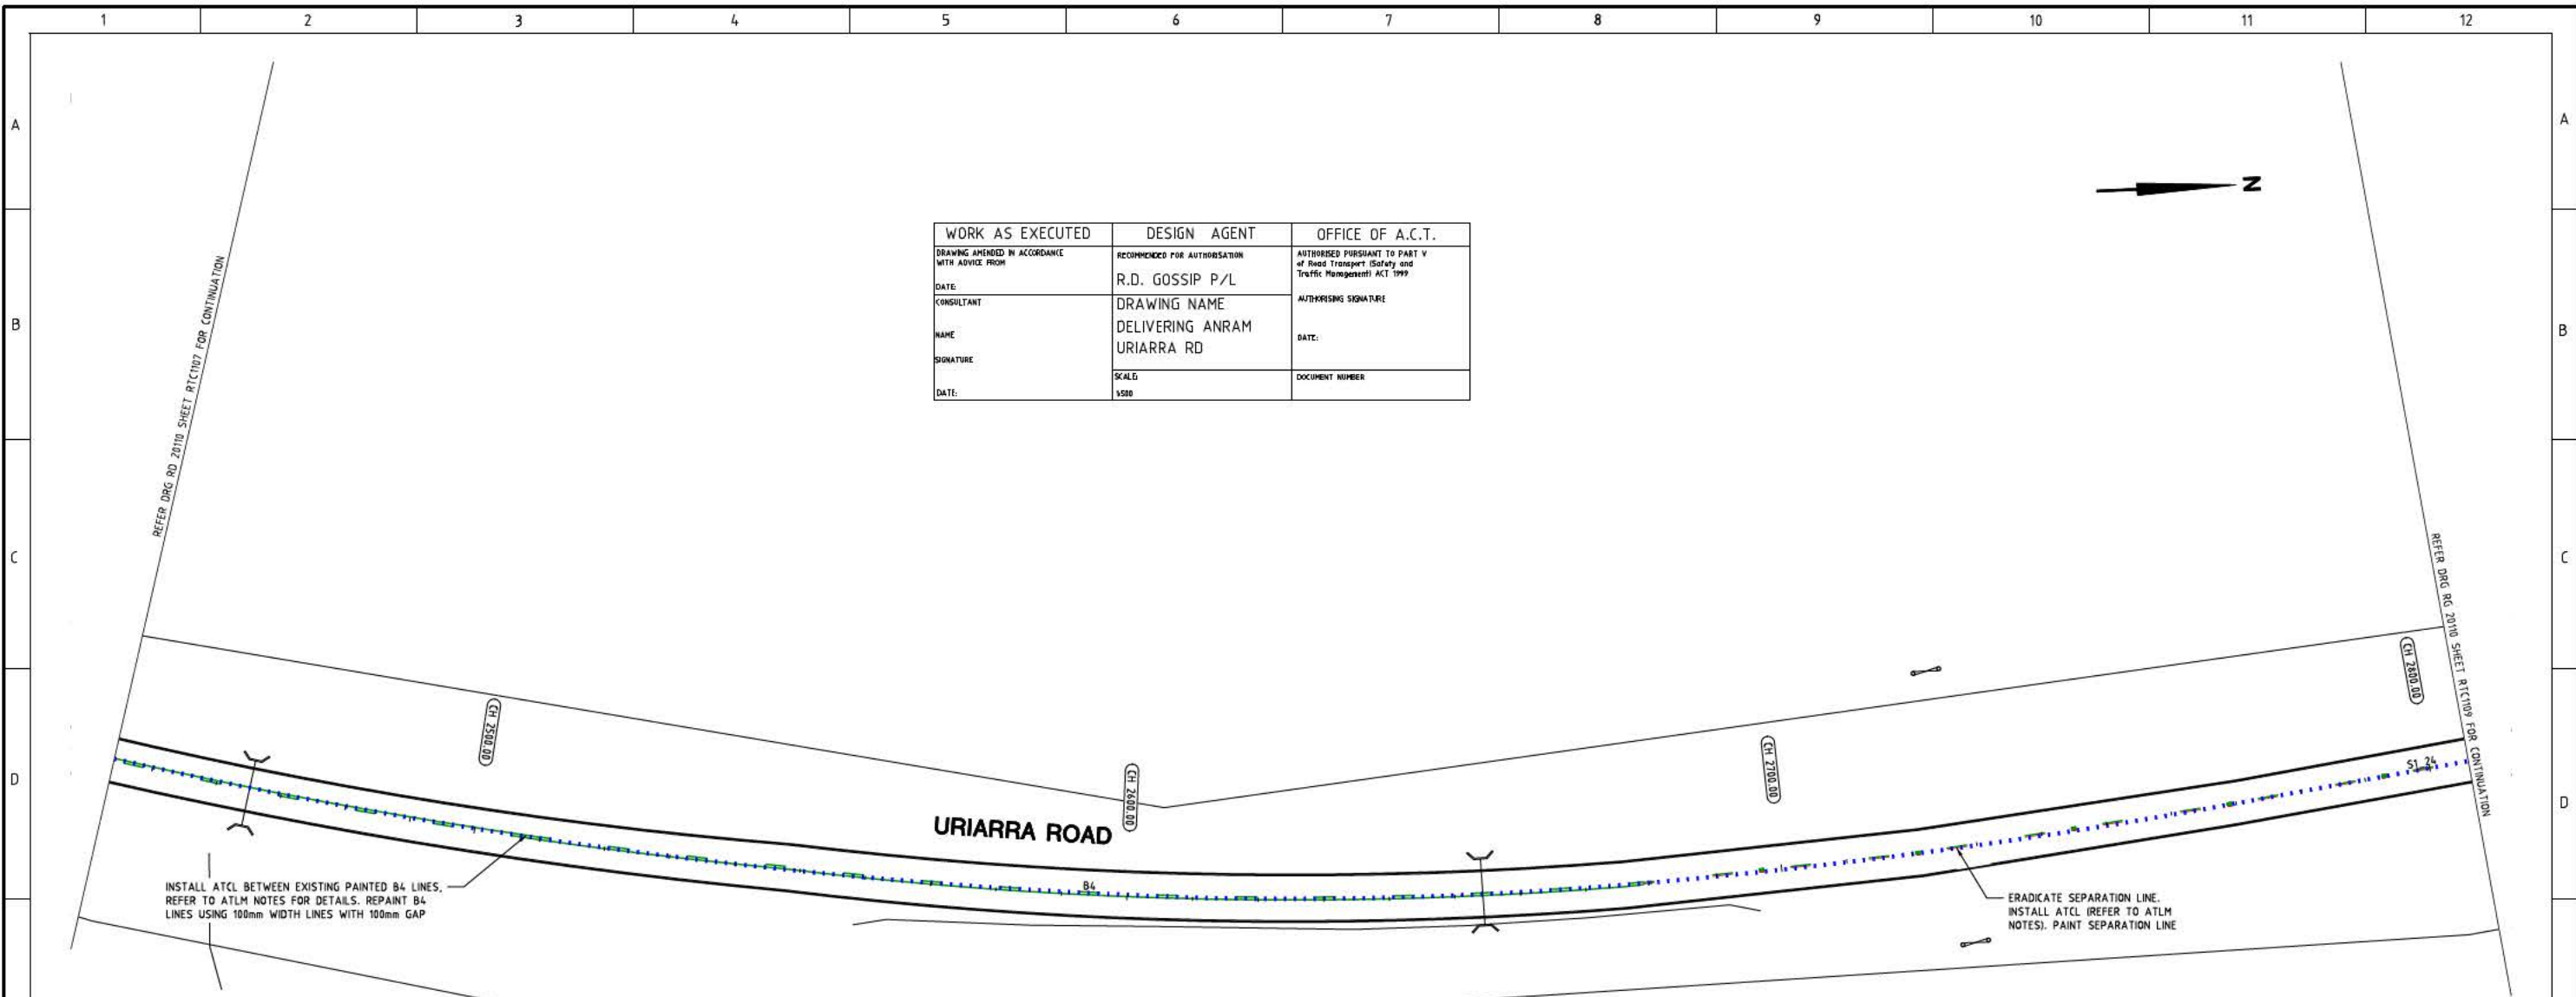 1 2 3 4 5 6 7 8 9 10 11 12
A
A
N
WORK AS EXECUTED
DRAWING AMENDED IN ACCORDANCE
WITH ADVICE FROM
DATE:
CONSULTANT
NAME
SIGNATURE
DATE:
DESIGN AGENT
RECOMMENDED FOR AUTHORISATION
R.D. GOSSIP P/L
DRAWING NAME
DELIVERING ANRAM
URIARRA RD
SCALE:
1:500
OFFICE OF A.C.T.
AUTHORISED PURSUANT TO PART V
of Road Transport (Safety and
Traffic Management) ACT 1999
AUTHORISING SIGNATURE
DATE:
DOCUMENT NUMBER
REFER DRG RD 20110 SHEET RTC1107 FOR CONTINUATION
B
B
C
C
REFER DRG RG 20110 SHEET RTC1109 FOR CONTINUATION
CH 2500.00
CH 2600.00
CH 2700.00
CH 2800.00
D
D
URIARRA ROAD
B4
S1 24
INSTALL ATCL BETWEEN EXISTING PAINTED B4 LINES,
REFER TO ATLM NOTES FOR DETAILS. REPAINT B4
LINES USING 100mm WIDTH LINES WITH 100mm GAP
ERADICATE SEPARATION LINE.
INSTALL ATCL (REFER TO ATLM
NOTES). PAINT SEPARATION LINE